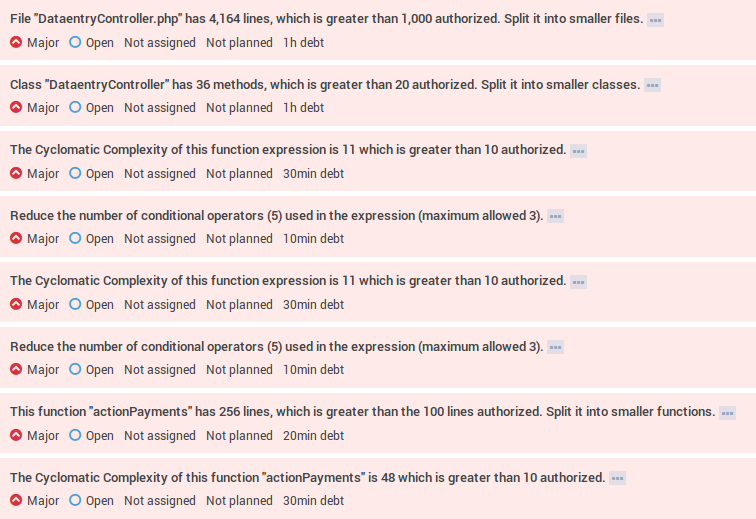 File "DataentryController.php" has 4,164 lines, which is greater than 1,000 authorized. Split it into smaller files.
Major Open Not assigned Not planned 1h debt
Class "DataentryController" has 36 methods, which is greater than 20 authorized. Split it into smaller classes.
Major Open Not assigned Not planned 1h debt
The Cyclomatic Complexity of this function expression is 11 which is greater than 10 authorized.
Major Open Not assigned Not planned 30min debt
Reduce the number of conditional operators (5) used in the expression (maximum allowed 3).
Major Open Not assigned Not planned 10min debt
The Cyclomatic Complexity of this function expression is 11 which is greater than 10 authorized.
Major Open Not assigned Not planned 30min debt
Reduce the number of conditional operators (5) used in the expression (maximum allowed 3).
Major Open Not assigned Not planned 10min debt
This function "actionPayments" has 256 lines, which is greater than the 100 lines authorized. Split it into smaller functions.
Major Open Not assigned Not planned 20min debt
The Cyclomatic Complexity of this function "actionPayments" is 48 which is greater than 10 authorized.
Major Open Not assigned Not planned 30min debt